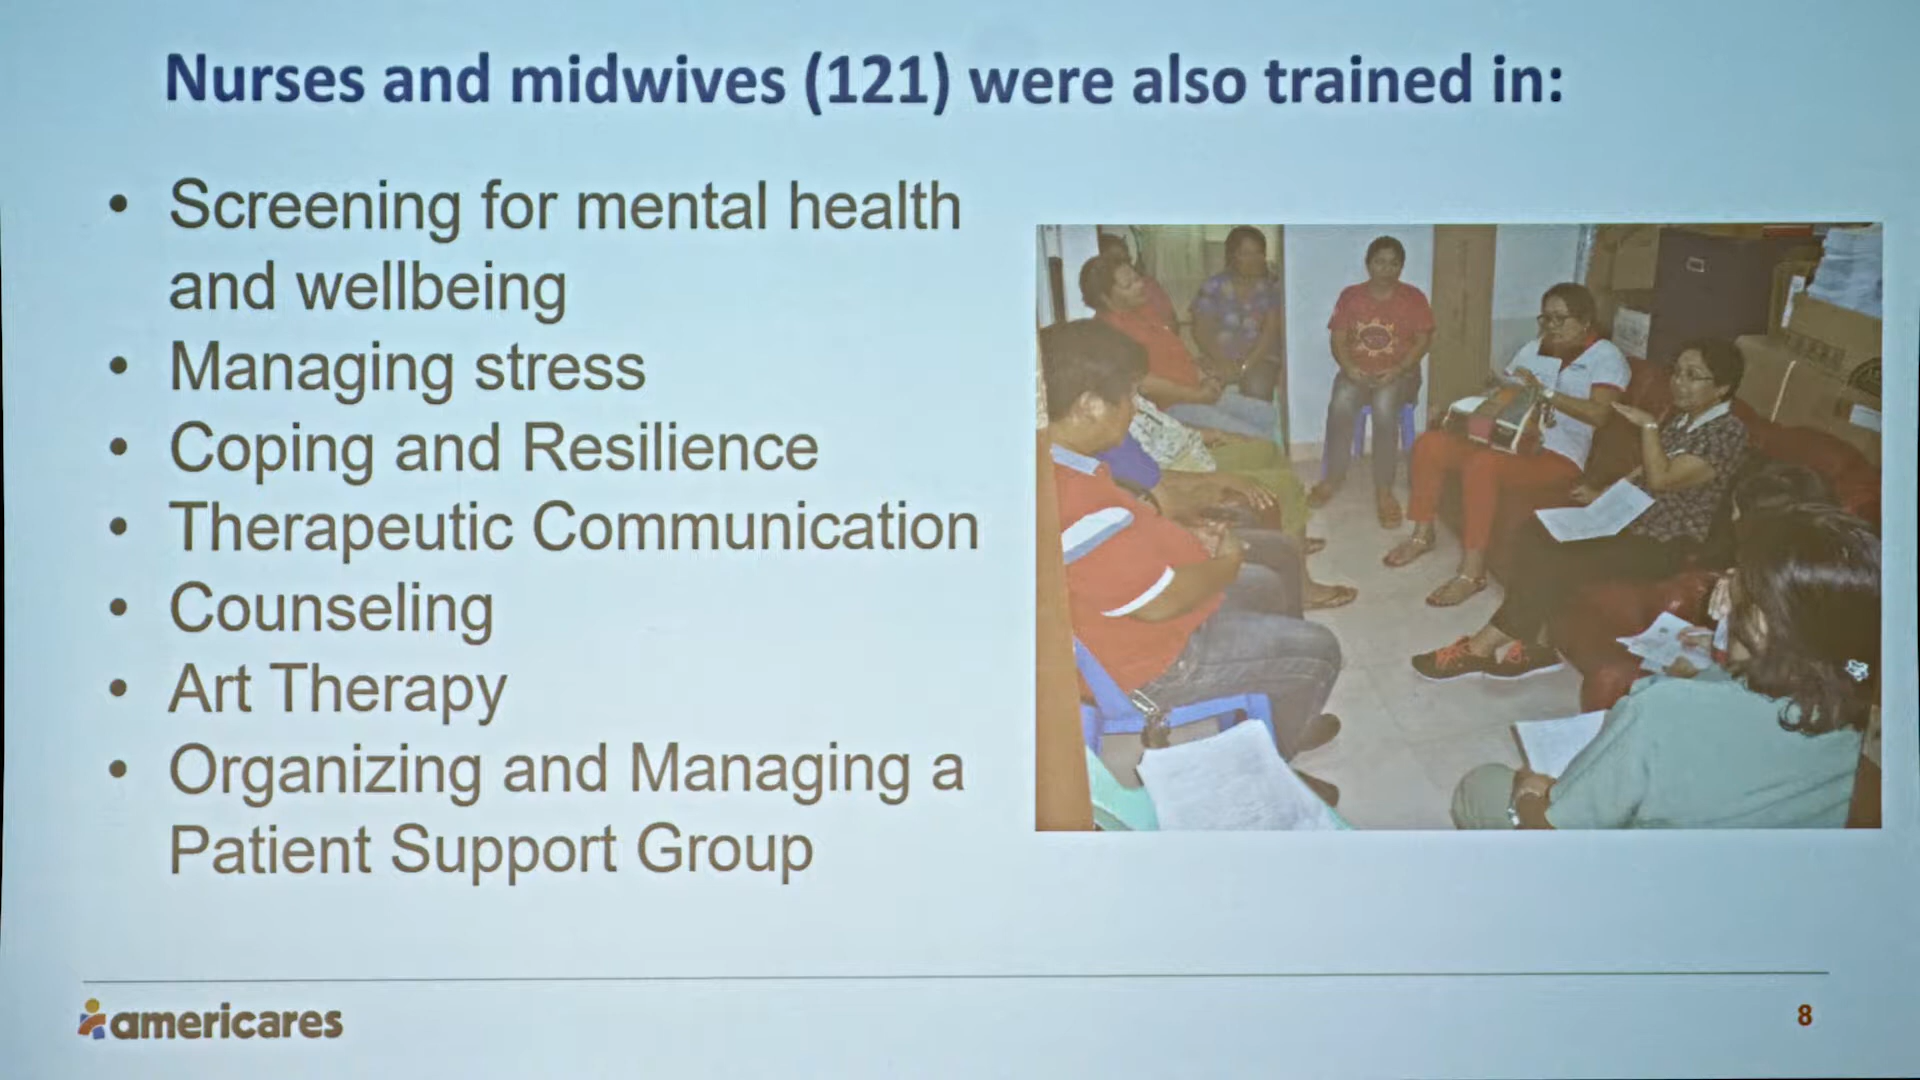 Nurses and midwives (121) were also trained in:
• Screening for mental health
and wellbeing
• Managing stress
• Coping and Resilience
• Therapeutic Communication
• Counseling
• Art Therapy
• Organizing and Managing a
Patient Support Group
americares
8